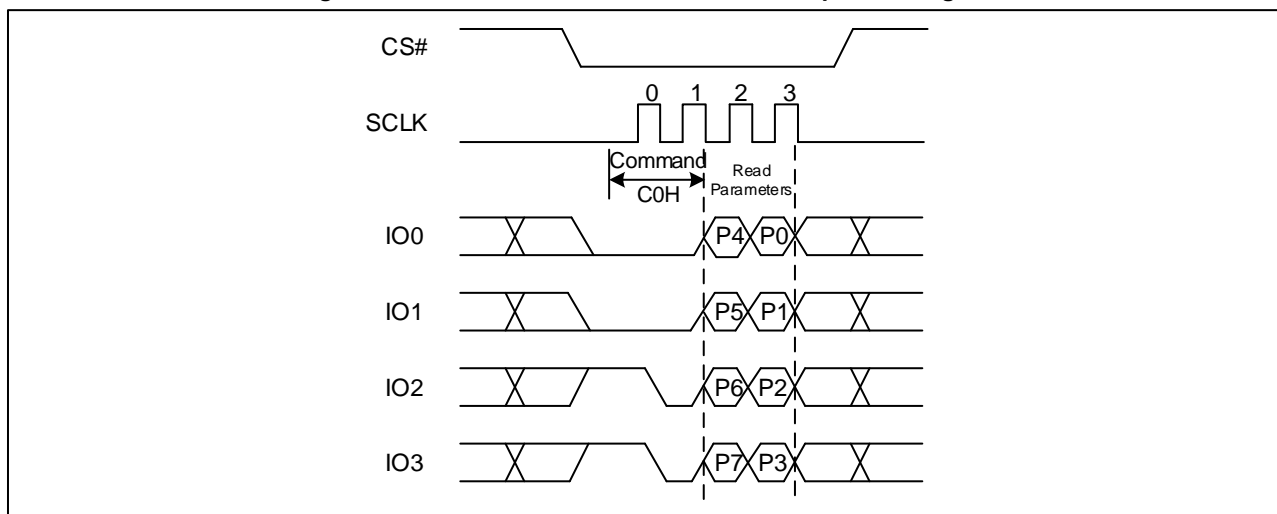 CS#
0 1 2 3
SCLK
Command
Read
Parameters
C0H
IO0
P4 P0
IO1
P5 P1
IO2
P6 P2
IO3
P7 P3